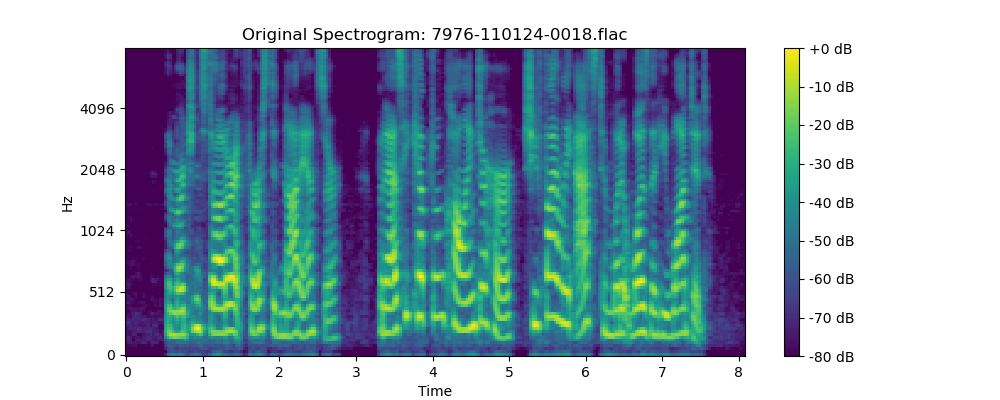 Original Spectrogram: 7976-110124-0018.flac
Hz
4096
2048
1024
512
0
0 1 2 3 4 5 6 7 8
Time
+0 dB
-10 dB
-20 dB
-30 dB
-40 dB
-50 dB
-60 dB
-70 dB
-80 dB